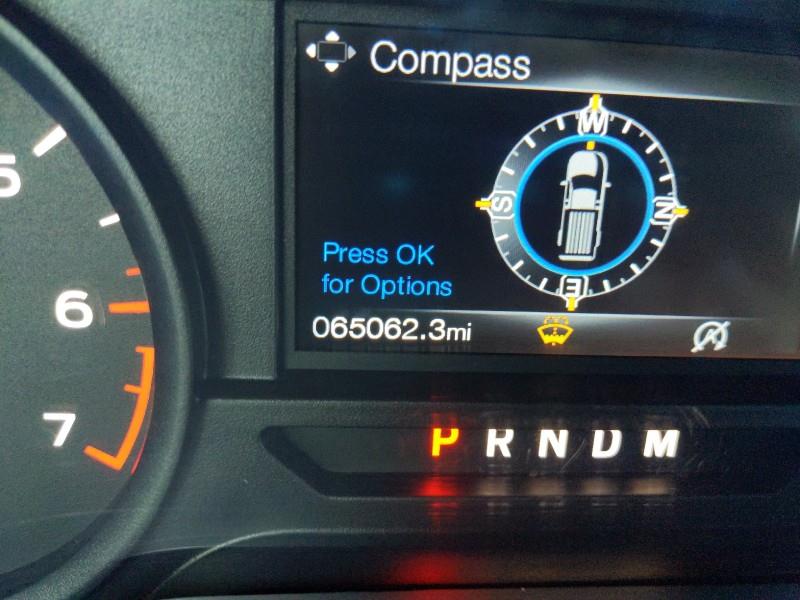 Compass
W
S
N
E
Press OK
for Options
065062.3mi
5
6
7
P R N D M